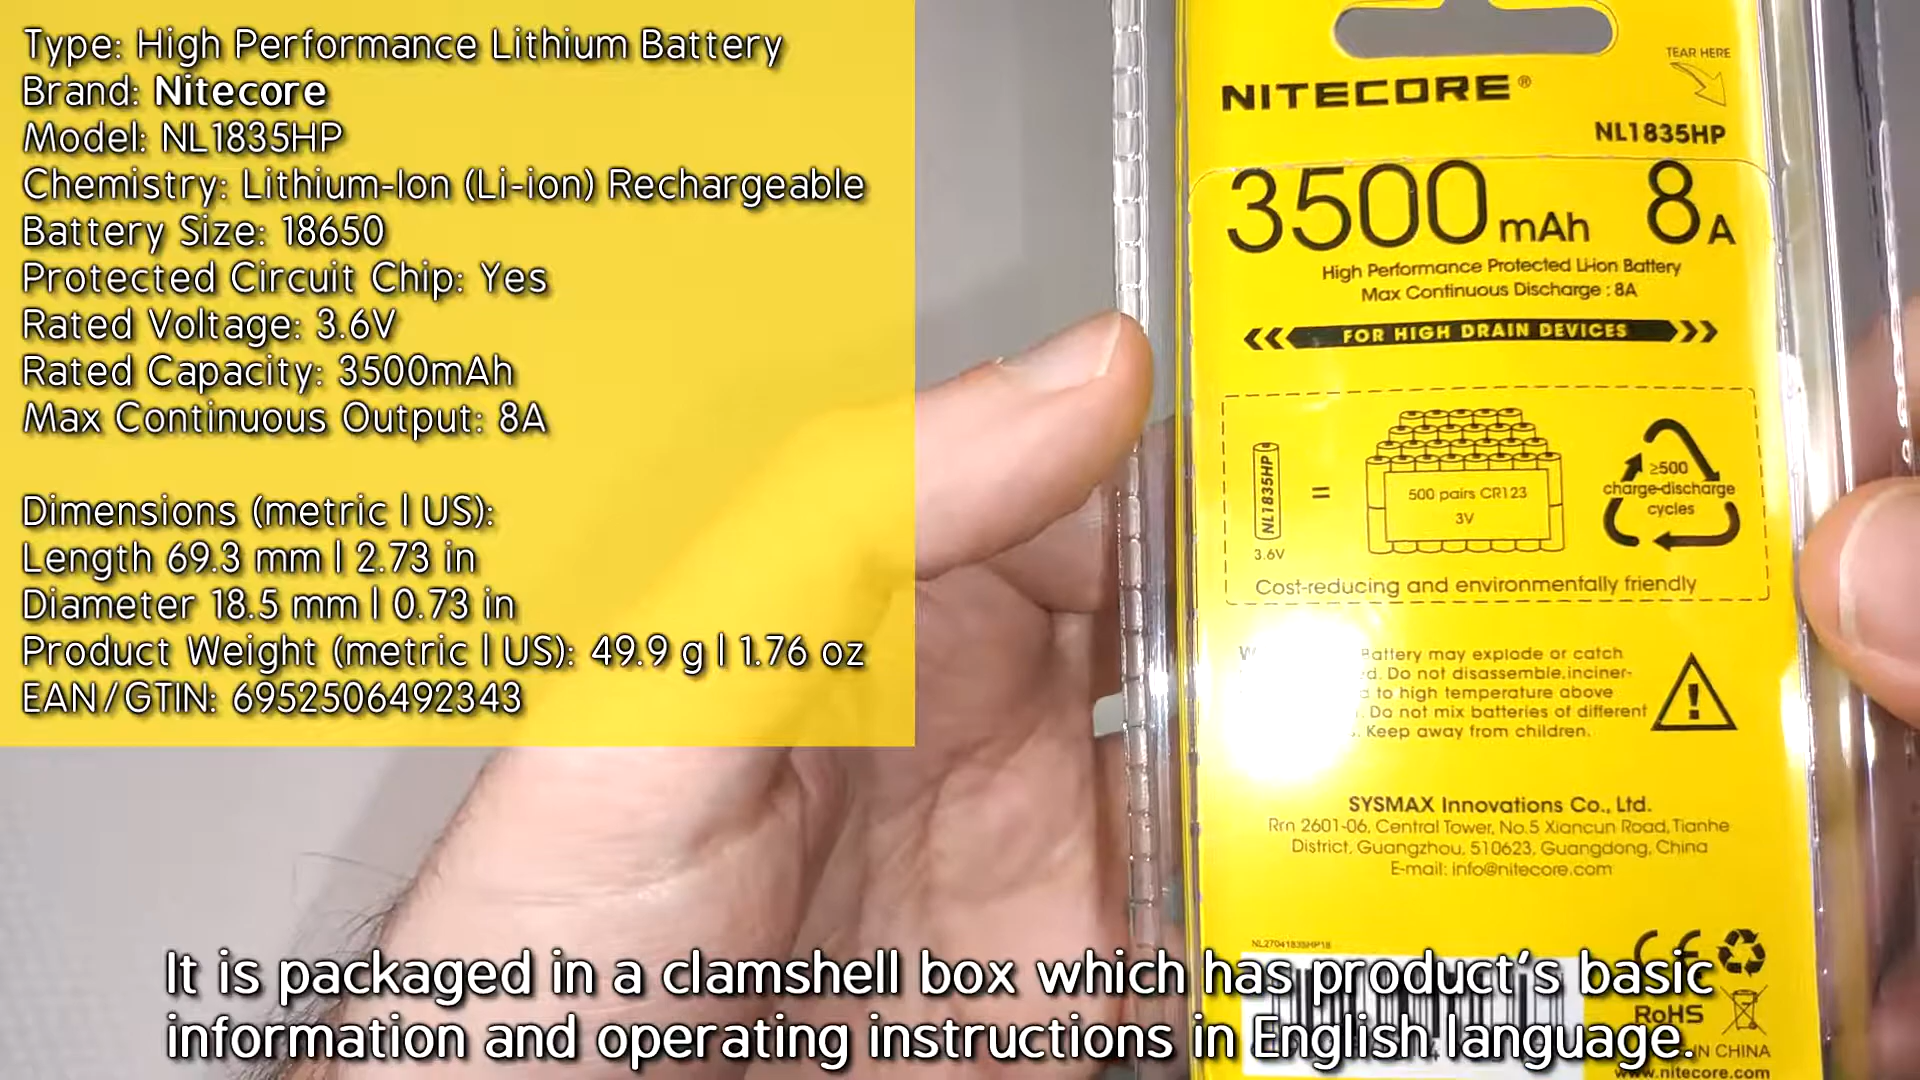 Type: High Performance Lithium Battery
Brand: Nitecore
Model: NL1835HP
Chemistry: Lithium-Ion (Li-ion) Rechargeable
Battery Size: 18650
Protected Circuit Chip: Yes
Rated Voltage: 3.6V
Rated Capacity: 3500mAh
Max Continuous Output: 8A
Dimensions (metric | US):
Length 69.3 mm | 2.73 in
Diameter 18.5 mm | 0.73 in
Product Weight (metric | US): 49.9 g | 1.76 oz
EAN/GTIN: 6952506492343
TEAR HERE
NITECORE®
NL1835HP
3500 mAh 8A
High Performance Protected Li-ion Battery
Max Continuous Discharge : 8A
FOR HIGH DRAIN DEVICES
NL1835HP
=
500 pairs CR123
3V
3.6V
≥500
charge-discharge
cycles
Cost-reducing and environmentally friendly
Battery may explode or catch
Do not disassemble,inciner-
to high temperature above
Do not mix batteries of different
Keep away from children.
SYSMAX Innovations Co., Ltd.
Rm 2601-06, Central Tower, No.5 Xiancun Road, Tianhe
District, Guangzhou, 510623, Guangdong, China
E-mail: info@nitecore.com
NL27041835HP18
CE
RoHS
IN CHINA
www.nitecore.com
It is packaged in a clamshell box which has product's basic
information and operating instructions in English language.